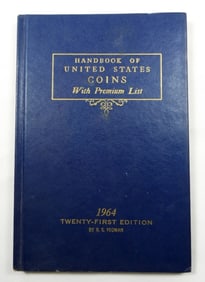 HANDBOOK OF
UNITED STATES
COINS
With Premium List
1964
TWENTY-FIRST EDITION
BY R. S. YEOMAN